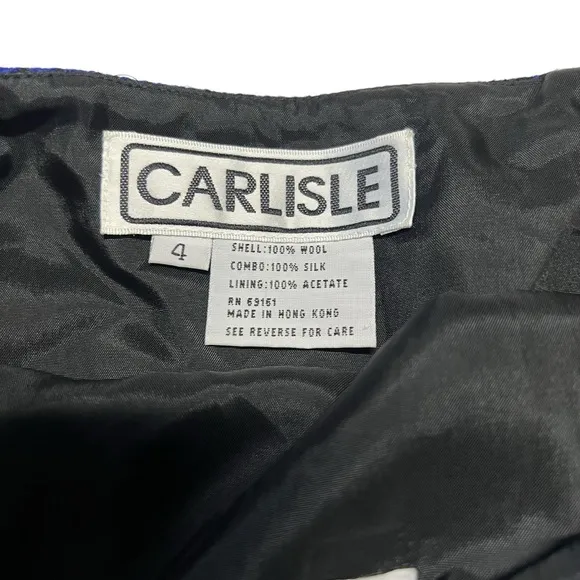 CARLISLE
4
SHELL:100% WOOL
COMBO:100% SILK
LINING:100% ACETATE
RN 69161
MADE IN HONG KONG
SEE REVERSE FOR CARE